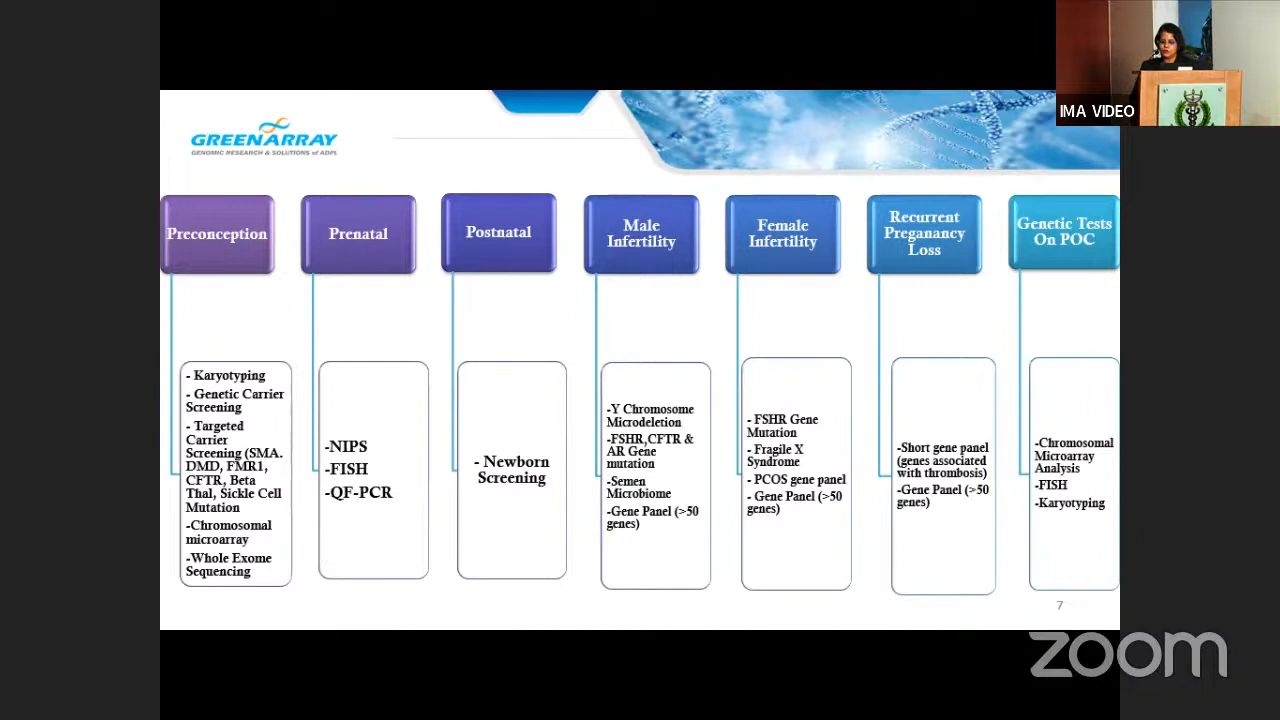 IMA VIDEO
GREENARRAY
GENOMIC RESEARCH & SOLUTIONS of ADPL
Preconception
- Karyotyping
- Genetic Carrier
Screening
- Targeted
Carrier
Screening (SMA.
DMD, FMR1,
CFTR, Beta
Thal, Sickle Cell
Mutation
-Chromosomal
microarray
-Whole Exome
Sequencing
Prenatal
-NIPS
-FISH
-QF-PCR
Postnatal
- Newborn
Screening
Male
Infertility
-Y Chromosome
Microdeletion
-FSHR,CFTR &
AR Gene
mutation
-Semen
Microbiome
-Gene Panel (>50
genes)
Female
Infertility
- FSHR Gene
Mutation
- Fragile X
Syndrome
- PCOS gene panel
- Gene Panel (>50
genes)
Recurrent
Preganancy
Loss
-Short gene panel
(genes associated
with thrombosis)
-Gene Panel (>50
genes)
Genetic Tests
On POC
-Chromosomal
Microarray
Analysis
-FISH
-Karyotyping
7
zoom